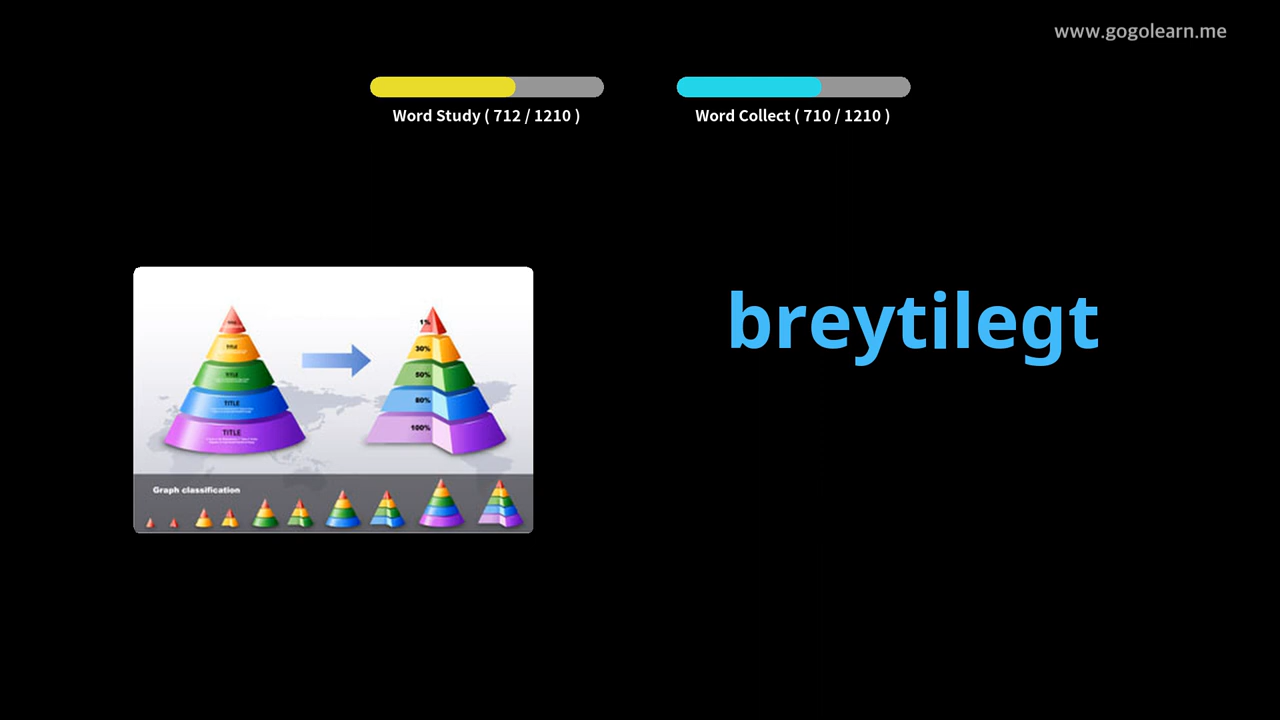 www.gogolearn.me
Word Study ( 712 / 1210 )
Word Collect ( 710 / 1210 )
breytilegt
TITLE
TITLE
TITLE
TITLE
1%
30%
50%
80%
100%
Graph classification